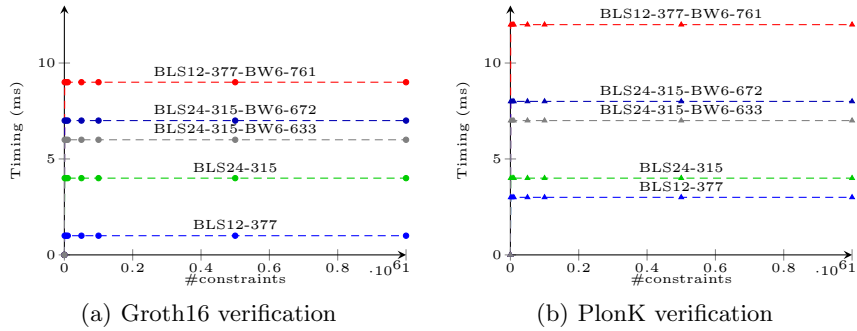 BLS12-377-BW6-761
BLS24-315-BW6-672
BLS24-315-BW6-633
BLS24-315
BLS12-377
0
5
10
Timing (ms)
0 0.2 0.4 0.6 0.8 1
·10^6
#constraints
(a) Groth16 verification
BLS12-377-BW6-761
BLS24-315-BW6-672
BLS24-315-BW6-633
BLS24-315
BLS12-377
0
5
10
Timing (ms)
0 0.2 0.4 0.6 0.8 1
·10^6
#constraints
(b) PlonK verification